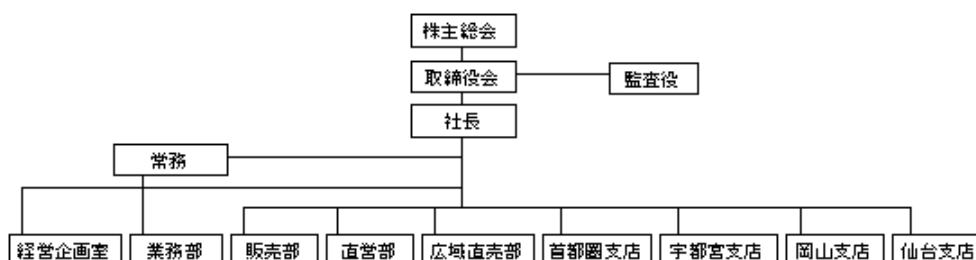 株主総会
取締役会
監査役
社長
常務
経営企画室
業務部
販売部
直営部
広域直売部
首都圏支店
宇都宮支店
岡山支店
仙台支店